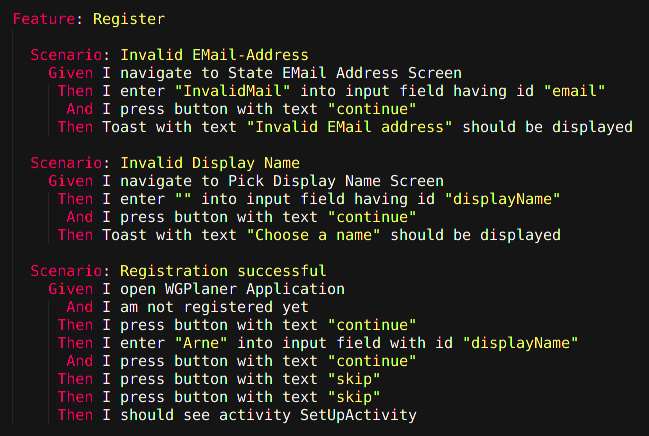 Feature: Register
Scenario: Invalid EMail-Address
Given I navigate to State EMail Address Screen
Then I enter "InvalidMail" into input field having id "email"
And I press button with text "continue"
Then Toast with text "Invalid EMail address" should be displayed
Scenario: Invalid Display Name
Given I navigate to Pick Display Name Screen
Then I enter "" into input field having id "displayName"
And I press button with text "continue"
Then Toast with text "Choose a name" should be displayed
Scenario: Registration successful
Given I open WGPlaner Application
And I am not registered yet
Then I press button with text "continue"
Then I enter "Arne" into input field with id "displayName"
And I press button with text "continue"
Then I press button with text "skip"
Then I press button with text "skip"
Then I should see activity SetUpActivity